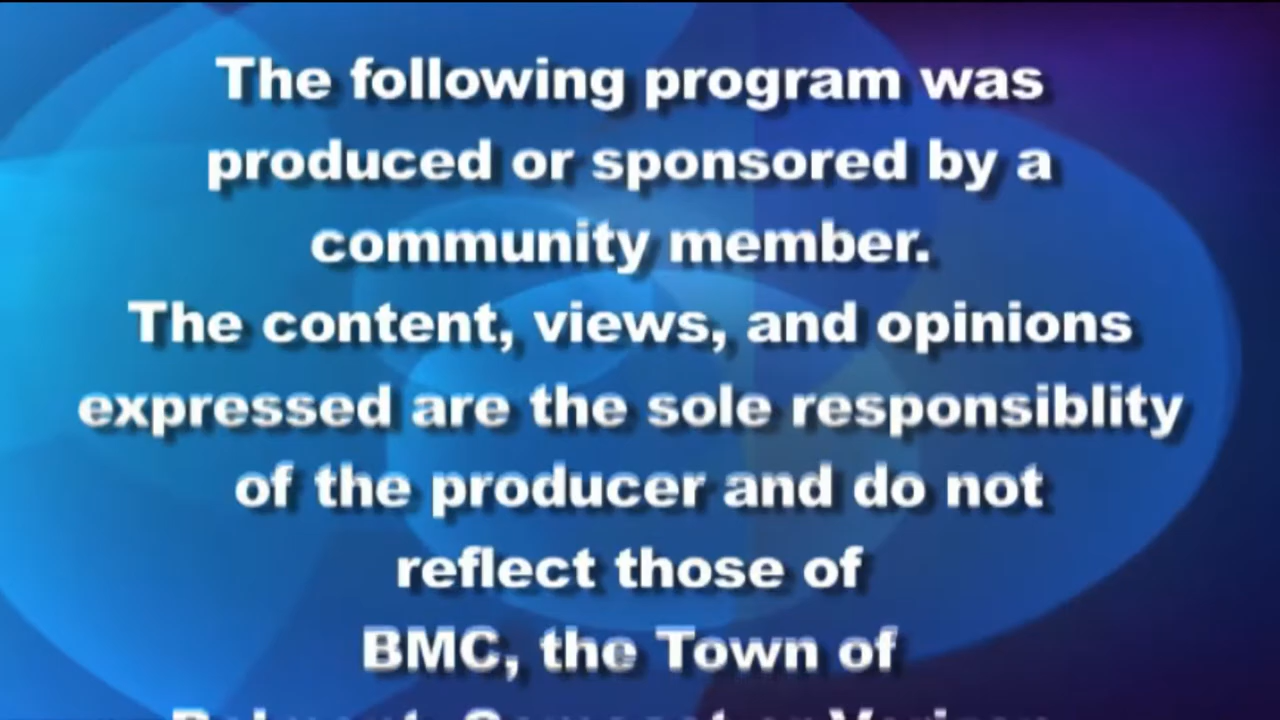 The following program was
produced or sponsored by a
community member.
The content, views, and opinions
expressed are the sole responsiblity
of the producer and do not
reflect those of
BMC, the Town of